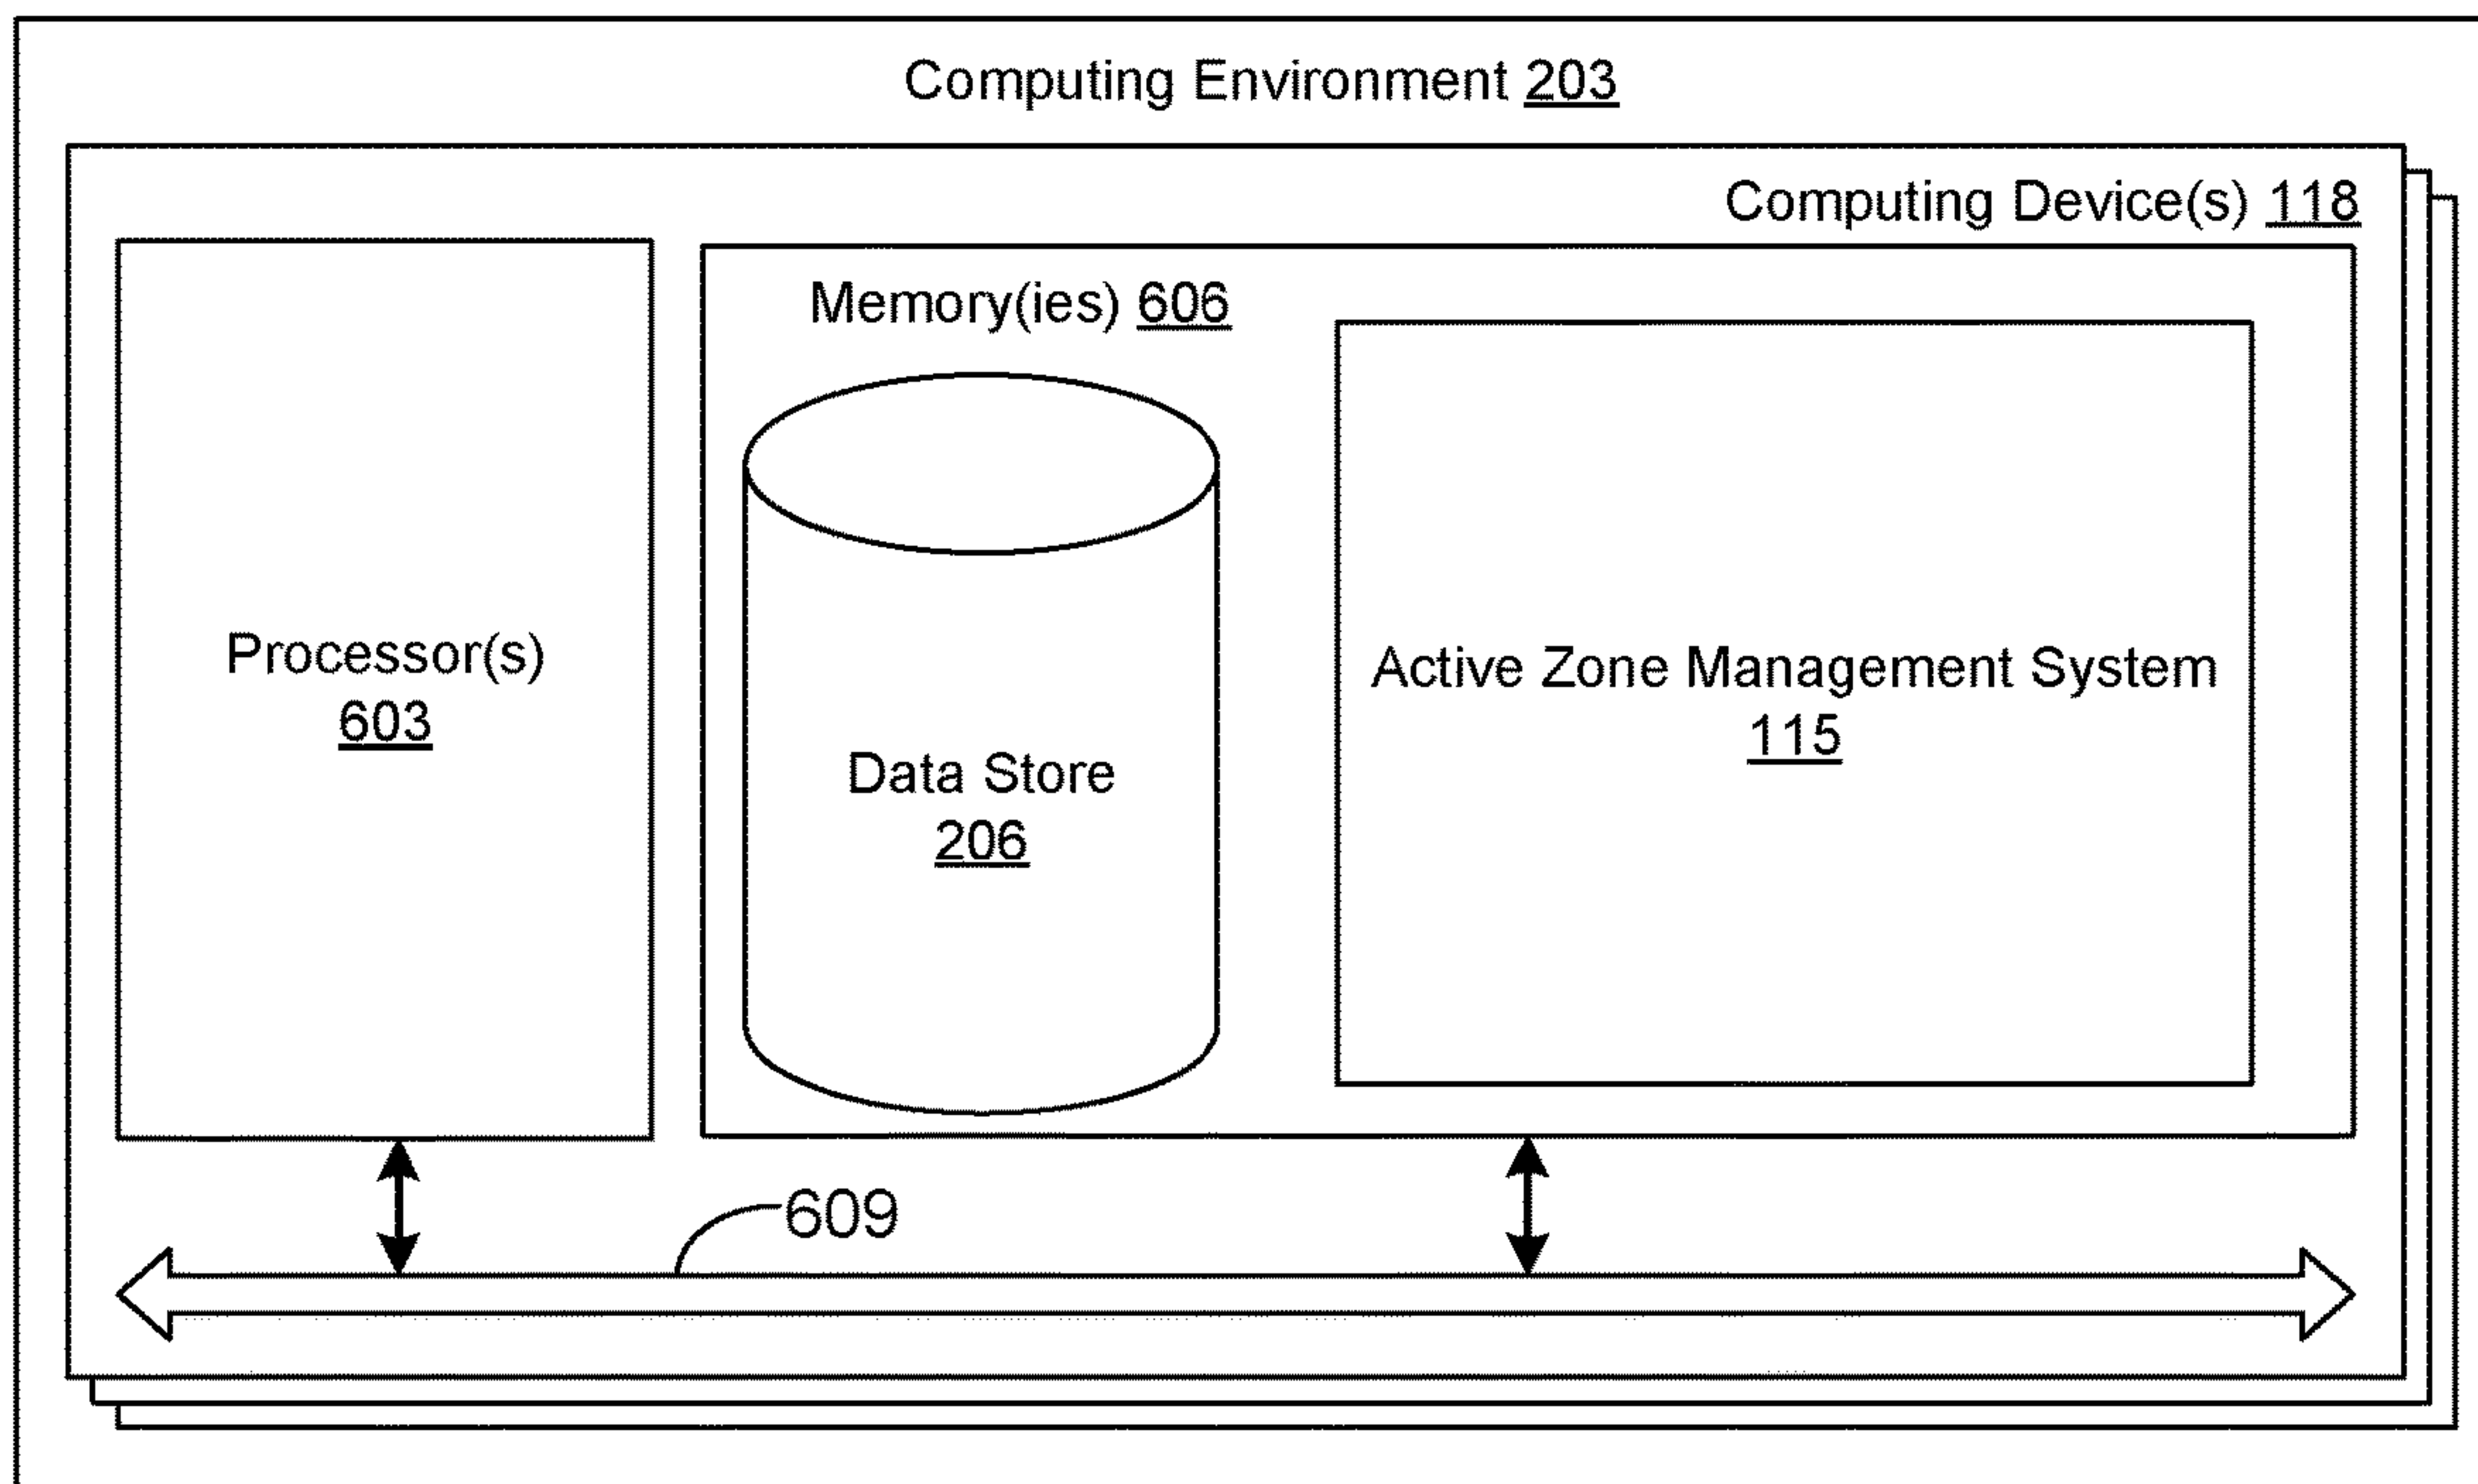 Computing Environment 203
Computing Device(s) 118
Memory(ies) 606
Processor(s)
603
Active Zone Management System
115
Data Store
206
609